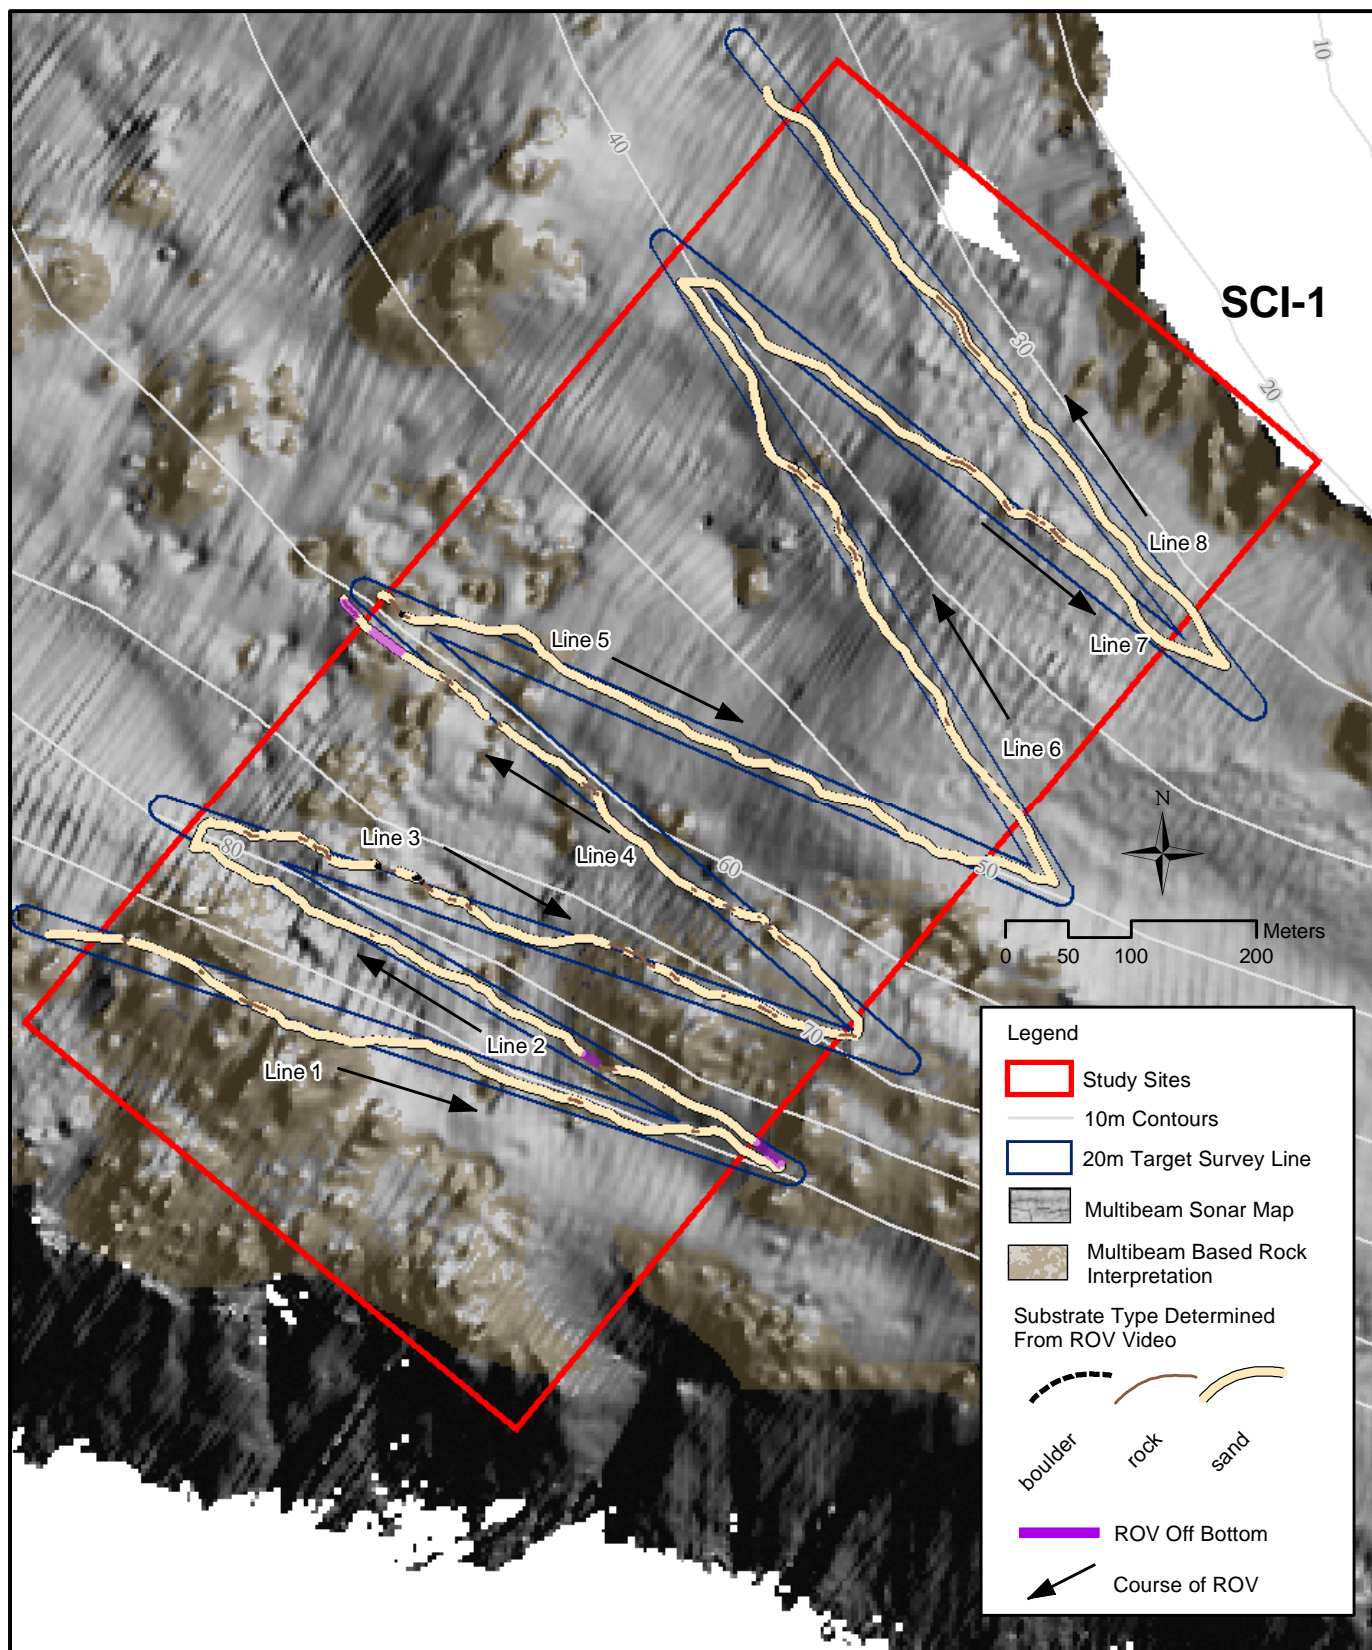 10
40
SCI-1
30
20
Line 8
Line 5
Line 7
Line 6
N
Line 3
80
Line 4
60
50
Meters
0 50 100 200
70
Line 2
Line 1
Legend
Study Sites
10m Contours
20m Target Survey Line
Multibeam Sonar Map
Multibeam Based Rock
Interpretation
Substrate Type Determined
From ROV Video
boulder
rock
sand
ROV Off Bottom
Course of ROV